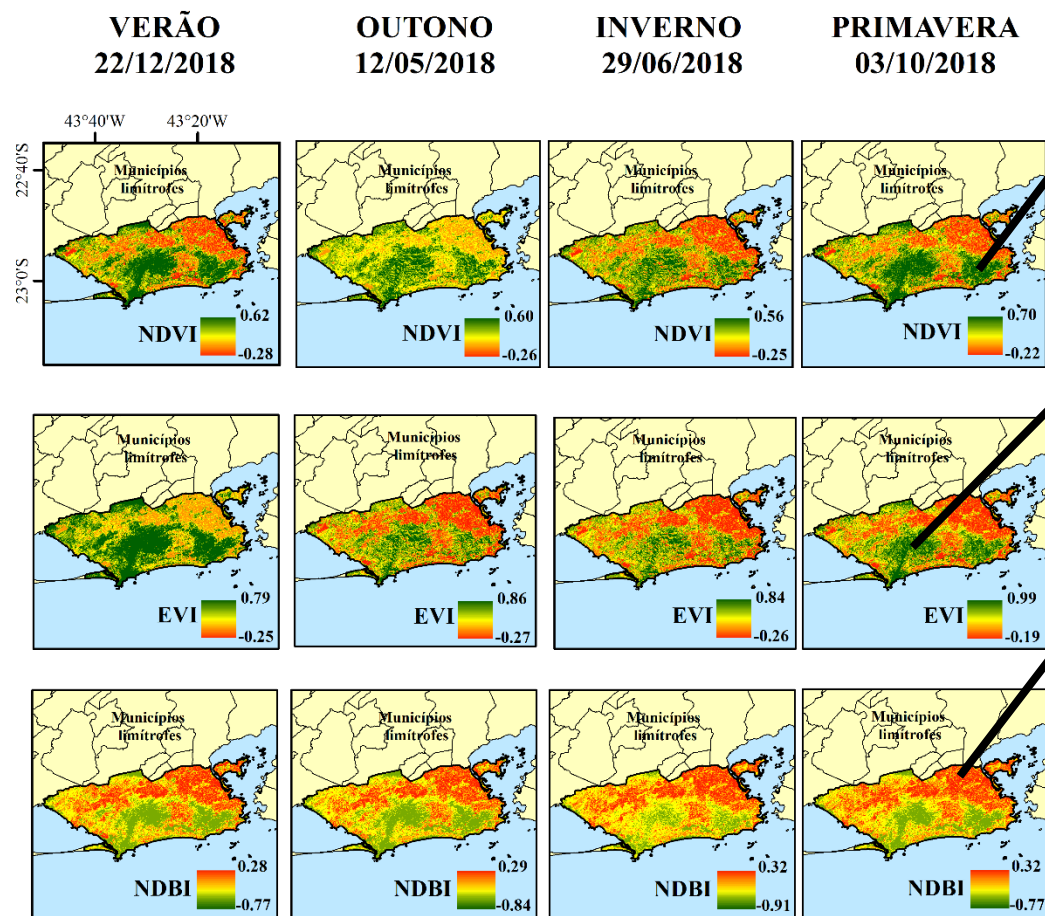 VERÃO
22/12/2018
OUTONO
12/05/2018
INVERNO
29/06/2018
PRIMAVERA
03/10/2018
43°40'W
43°20'W
22°40'S
23°0'S
Municípios
limítrofes
0.62
NDVI
-0.28
Municípios
limítrofes
0.60
NDVI
-0.26
Municípios
limítrofes
0.56
NDVI
-0.25
Municípios
limítrofes
0.70
NDVI
-0.22
Municípios
limítrofes
0.79
EVI
-0.25
Municípios
limítrofes
0.86
EVI
-0.27
Municípios
limítrofes
0.84
EVI
-0.26
Municípios
limítrofes
0.99
EVI
-0.19
Municípios
limítrofes
0.28
NDBI
-0.77
Municípios
limítrofes
0.29
NDBI
-0.84
Municípios
limítrofes
0.32
NDBI
-0.91
Municípios
limítrofes
0.32
NDBI
-0.77